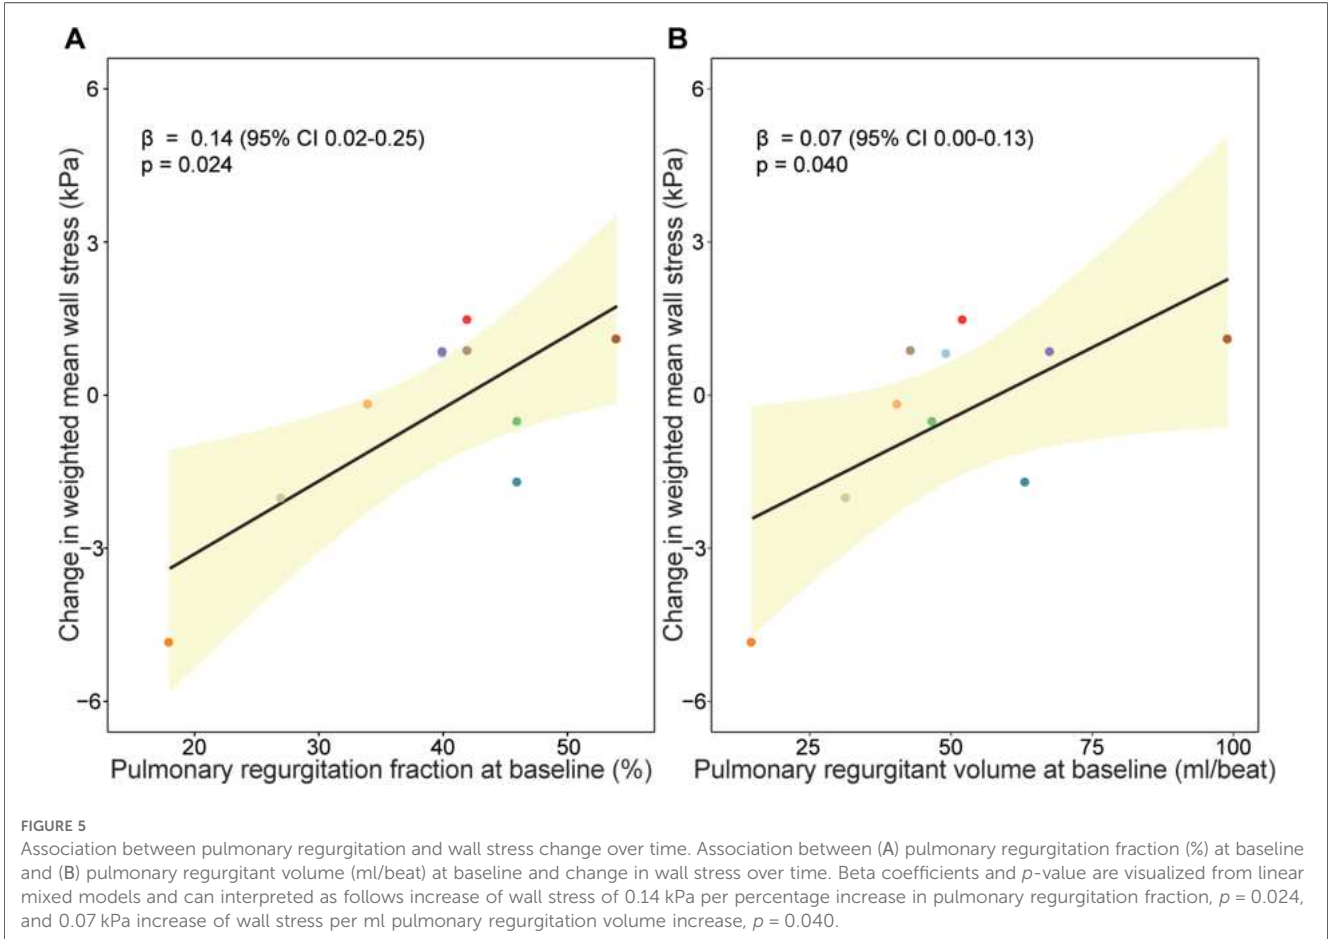 A
6
3
0
−3
−6
Change in weighted mean wall stress (kPa)
β = 0.14 (95% CI 0.02-0.25)
p = 0.024
20 30 40 50
Pulmonary regurgitation fraction at baseline (%)
B
6
3
0
−3
−6
Change in weighted mean wall stress (kPa)
β = 0.07 (95% CI 0.00-0.13)
p = 0.040
25 50 75 100
Pulmonary regurgitant volume at baseline (ml/beat)
FIGURE 5
Association between pulmonary regurgitation and wall stress change over time. Association between (A) pulmonary regurgitation fraction (%) at baseline
and (B) pulmonary regurgitant volume (ml/beat) at baseline and change in wall stress over time. Beta coefficients and p-value are visualized from linear
mixed models and can interpreted as follows increase of wall stress of 0.14 kPa per percentage increase in pulmonary regurgitation fraction, p = 0.024,
and 0.07 kPa increase of wall stress per ml pulmonary regurgitation volume increase, p = 0.040.